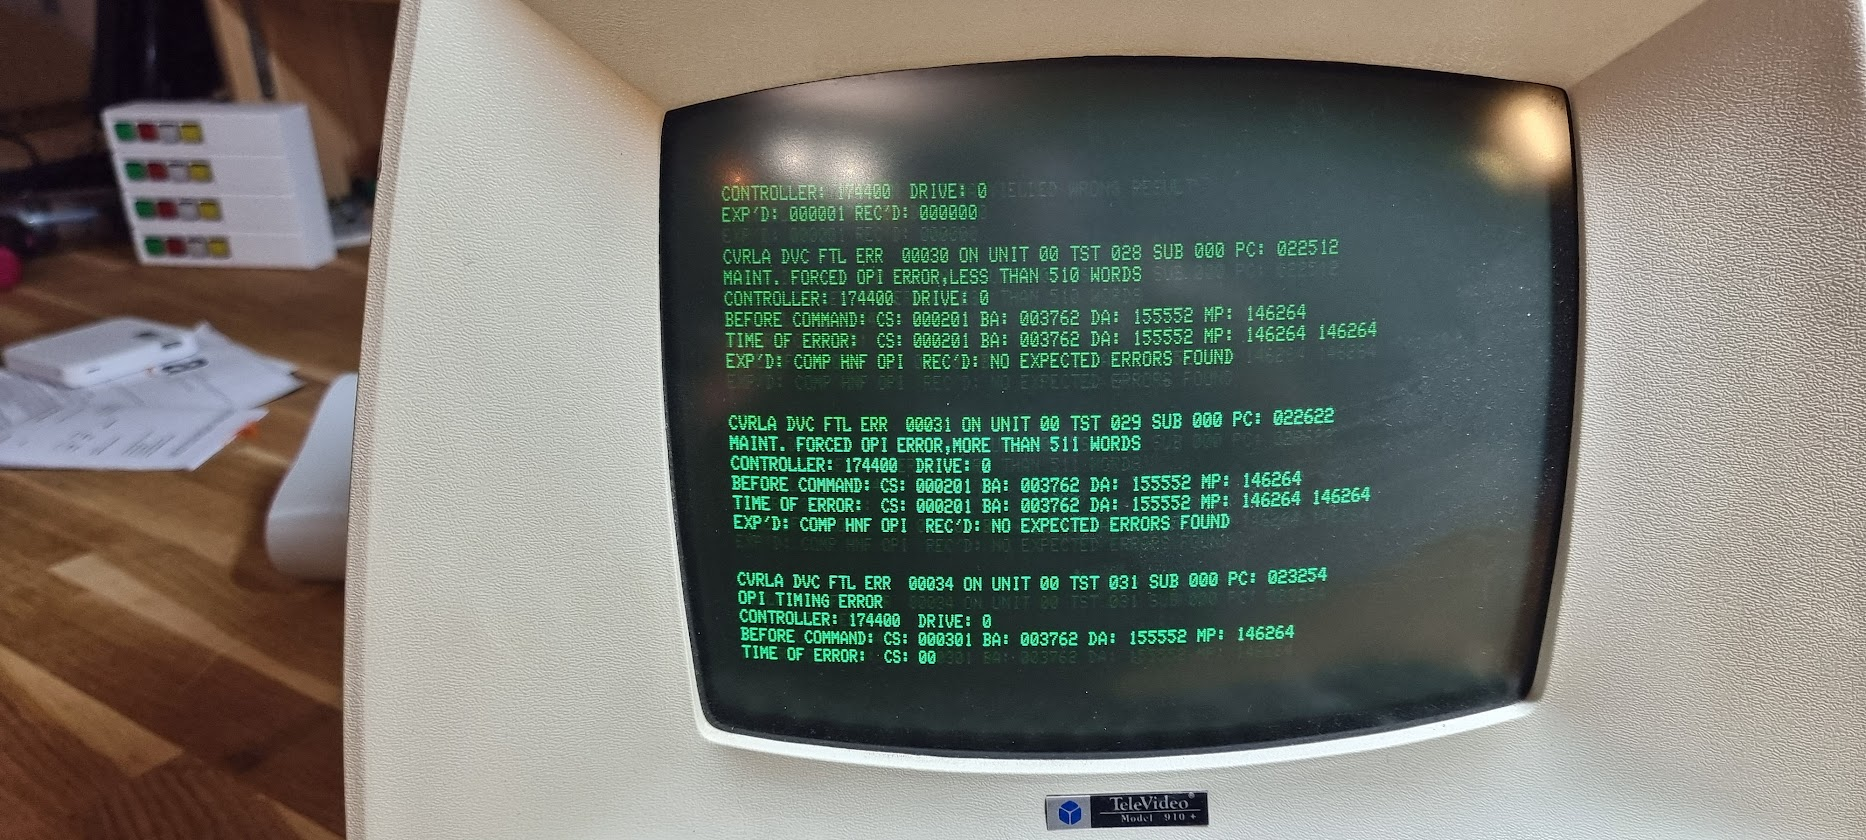 CONTROLLER: 174400  DRIVE: 0
EXP'D: 000001 REC'D: 000000
CVRLA DVC FTL ERR  00030 ON UNIT 00 TST 028 SUB 000 PC: 022512
MAINT. FORCED OPI ERROR,LESS THAN 510 WORDS
CONTROLLER: 174400  DRIVE: 0
BEFORE COMMAND: CS: 000201 BA: 003762 DA: 155552 MP: 146264
TIME OF ERROR:  CS: 000201 BA: 003762 DA: 155552 MP: 146264 146264
EXP'D: COMP HNF OPI  REC'D: NO EXPECTED ERRORS FOUND
CVRLA DVC FTL ERR  00031 ON UNIT 00 TST 029 SUB 000 PC: 022622
MAINT. FORCED OPI ERROR,MORE THAN 511 WORDS
CONTROLLER: 174400  DRIVE: 0
BEFORE COMMAND: CS: 000201 BA: 003762 DA: 155552 MP: 146264
TIME OF ERROR:  CS: 000201 BA: 003762 DA: 155552 MP: 146264 146264
EXP'D: COMP HNF OPI  REC'D: NO EXPECTED ERRORS FOUND
CVRLA DVC FTL ERR  00034 ON UNIT 00 TST 031 SUB 000 PC: 023254
OPI TIMING ERROR
CONTROLLER: 174400  DRIVE: 0
BEFORE COMMAND: CS: 000301 BA: 003762 DA: 155552 MP: 146264
TIME OF ERROR:  CS: 00
TeleVideo®
Model 910 +